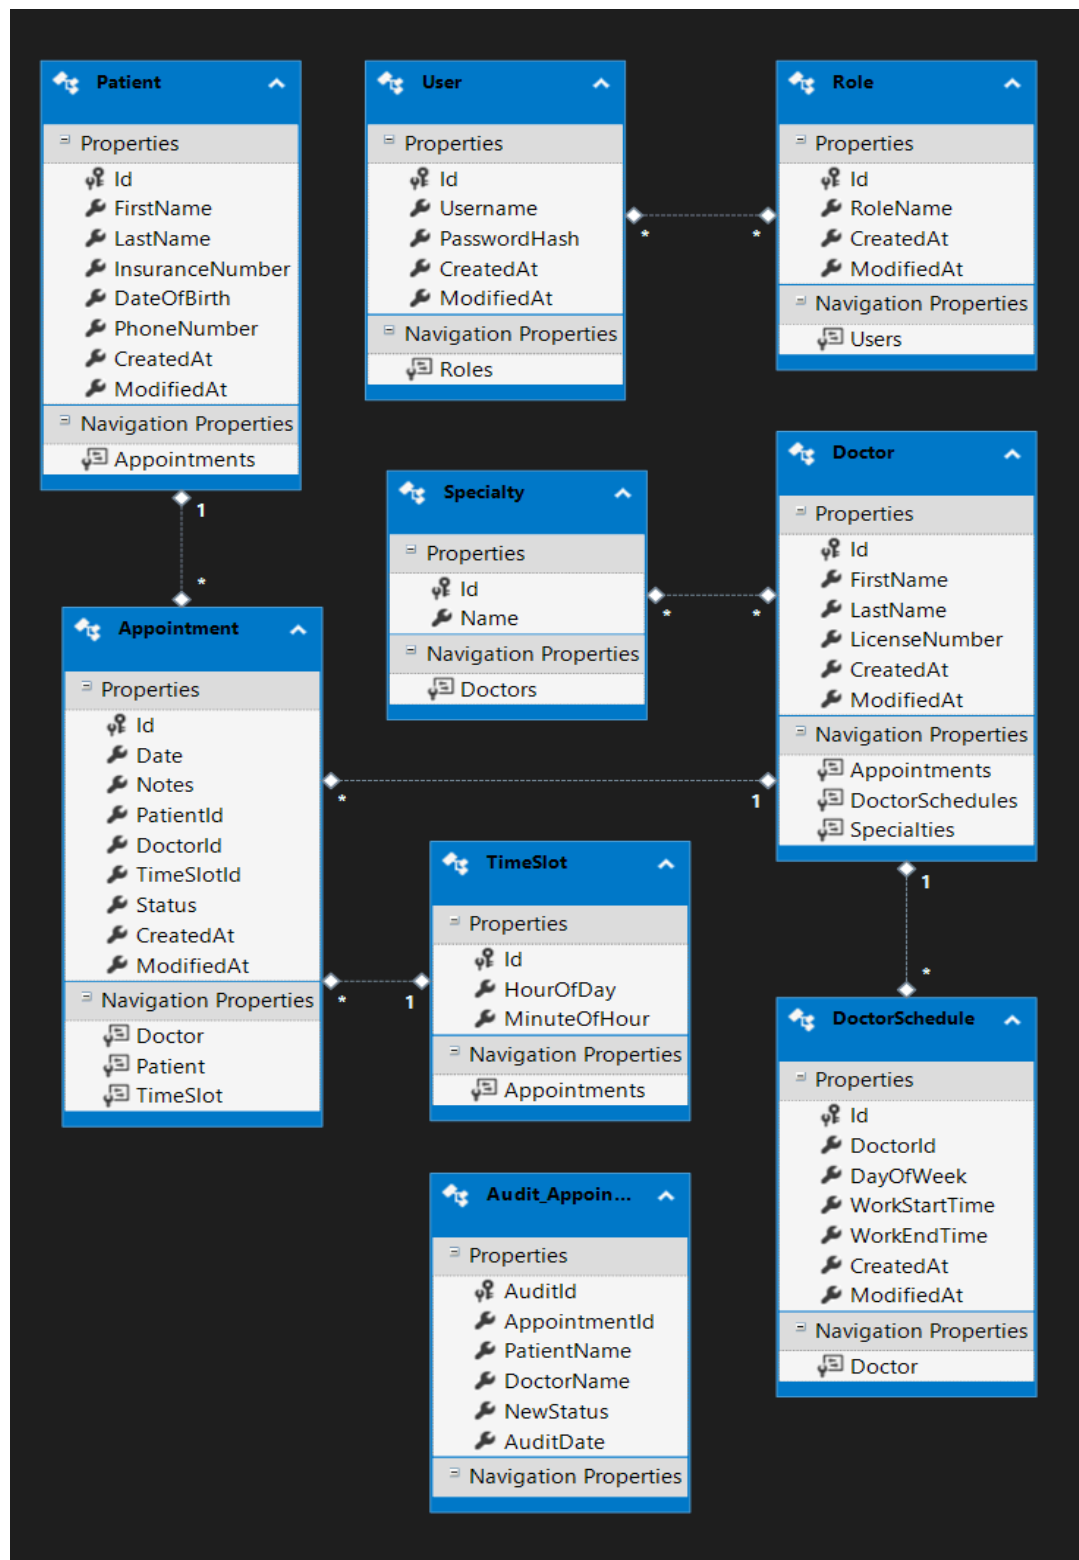 Patient
Properties
Id
FirstName
LastName
InsuranceNumber
DateOfBirth
PhoneNumber
CreatedAt
ModifiedAt
Navigation Properties
Appointments
1
*
User
Properties
Id
Username
PasswordHash
CreatedAt
ModifiedAt
Navigation Properties
Roles
*
*
Role
Properties
Id
RoleName
CreatedAt
ModifiedAt
Navigation Properties
Users
Specialty
Properties
Id
Name
Navigation Properties
Doctors
*
*
Doctor
Properties
Id
FirstName
LastName
LicenseNumber
CreatedAt
ModifiedAt
Navigation Properties
Appointments
DoctorSchedules
Specialties
1
*
Appointment
Properties
Id
Date
Notes
PatientId
DoctorId
TimeSlotId
Status
CreatedAt
ModifiedAt
Navigation Properties
Doctor
Patient
TimeSlot
*
1
*
1
TimeSlot
Properties
Id
HourOfDay
MinuteOfHour
Navigation Properties
Appointments
DoctorSchedule
Properties
Id
DoctorId
DayOfWeek
WorkStartTime
WorkEndTime
CreatedAt
ModifiedAt
Navigation Properties
Doctor
Audit_Appoin...
Properties
AuditId
AppointmentId
PatientName
DoctorName
NewStatus
AuditDate
Navigation Properties